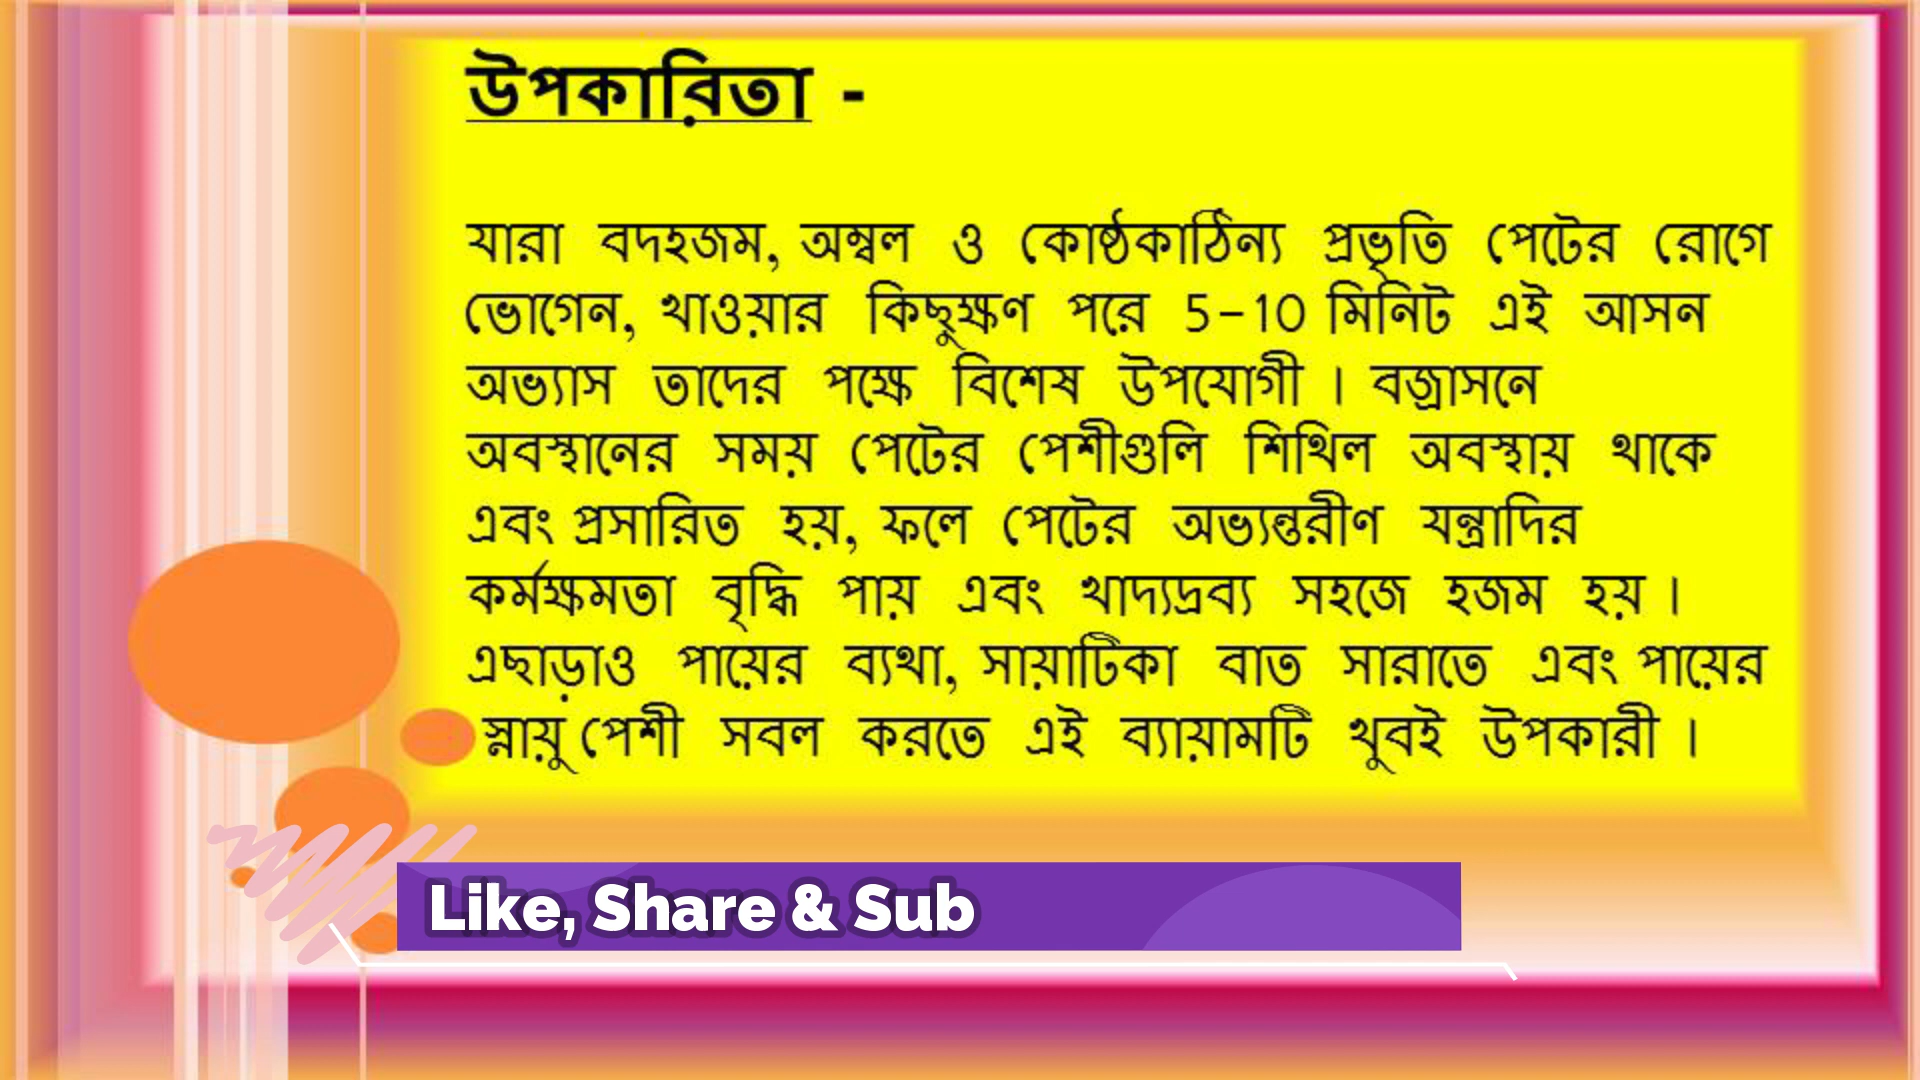 উপকারিতা -
যারা বদহজম, অম্বল ও কোষ্ঠকাঠিন্য প্রভৃতি পেটের রোগে
ভোগেন, খাওয়ার কিছুক্ষণ পরে 5-10 মিনিট এই আসন
অভ্যাস তাদের পক্ষে বিশেষ উপযোগী । বজ্রাসনে
অবস্থানের সময় পেটের পেশীগুলি শিথিল অবস্থায় থাকে
এবং প্রসারিত হয়, ফলে পেটের অভ্যন্তরীণ যন্ত্রাদির
কর্মক্ষমতা বৃদ্ধি পায় এবং খাদ্যদ্রব্য সহজে হজম হয় ।
এছাড়াও পায়ের ব্যথা, সায়াটিকা বাত সারাতে এবং পায়ের
স্নায়ু পেশী সবল করতে এই ব্যায়ামটি খুবই উপকারী ।
Like, Share & Sub